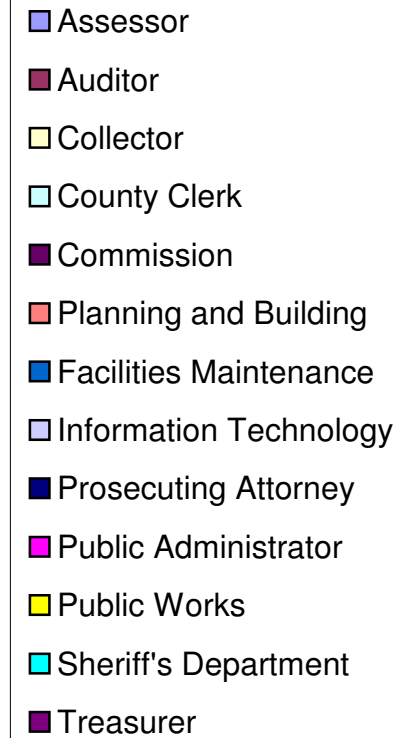 Assessor
Auditor
Collector
County Clerk
Commission
Planning and Building
Facilities Maintenance
Information Technology
Prosecuting Attorney
Public Administrator
Public Works
Sheriff's Department
Treasurer